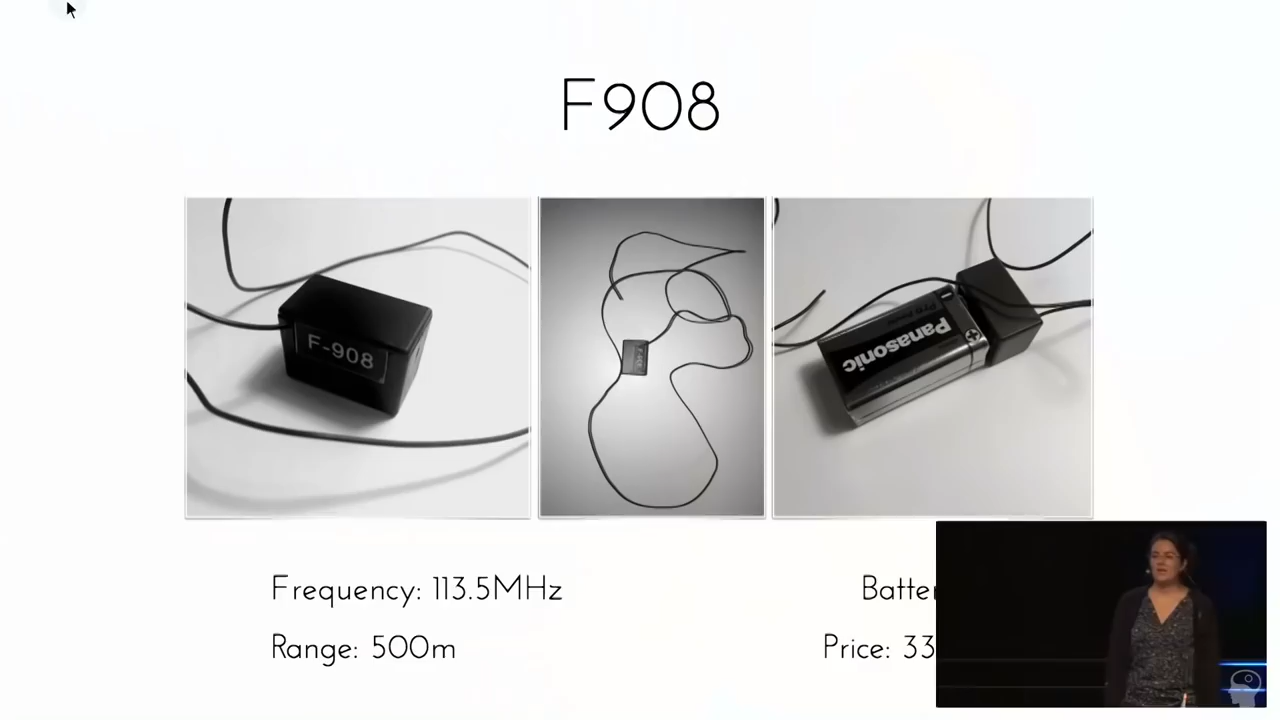 F908
F-908
Panasonic
Frequency: 113.5MHz
Range: 500m
Batter
Price: 33